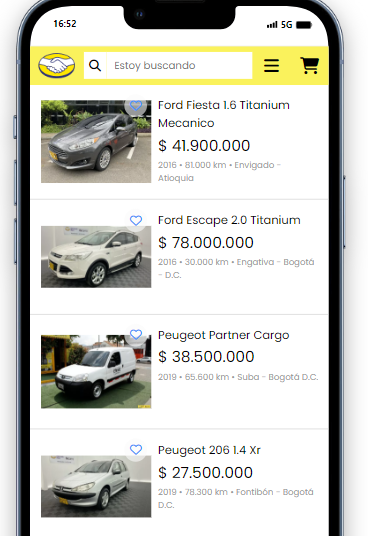 16:52
5G
Estoy buscando
Ford Fiesta 1.6 Titanium
Mecanico
$ 41.900.000
2016 • 81.000 km • Envigado -
Atioquia
Ford Escape 2.0 Titanium
$ 78.000.000
2016 • 30.000 km • Engativa - Bogotá
- D.C.
Peugeot Partner Cargo
$ 38.500.000
2019 • 65.600 km • Suba - Bogotá D.C.
Peugeot 206 1.4 Xr
$ 27.500.000
2019 • 78.300 km • Fontibón - Bogotá
D.C.